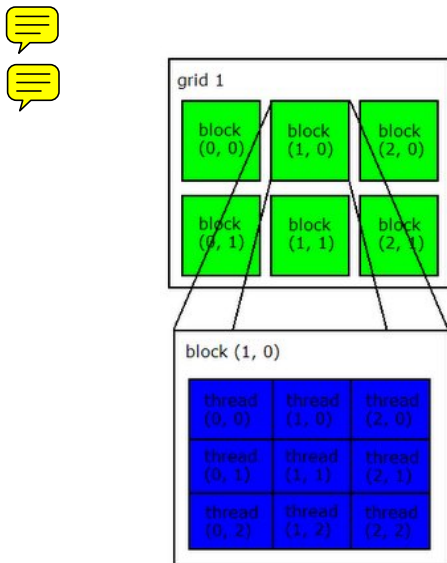 grid 1
block block block
(0, 0) (1, 0) (2, 0)
block block block
(0, 1) (1, 1) (2, 1)
block (1, 0)
thread thread thread
(0, 0) (1, 0) (2, 0)
thread thread thread
(0, 1) (1, 1) (2, 1)
thread thread thread
(0, 2) (1, 2) (2, 2)